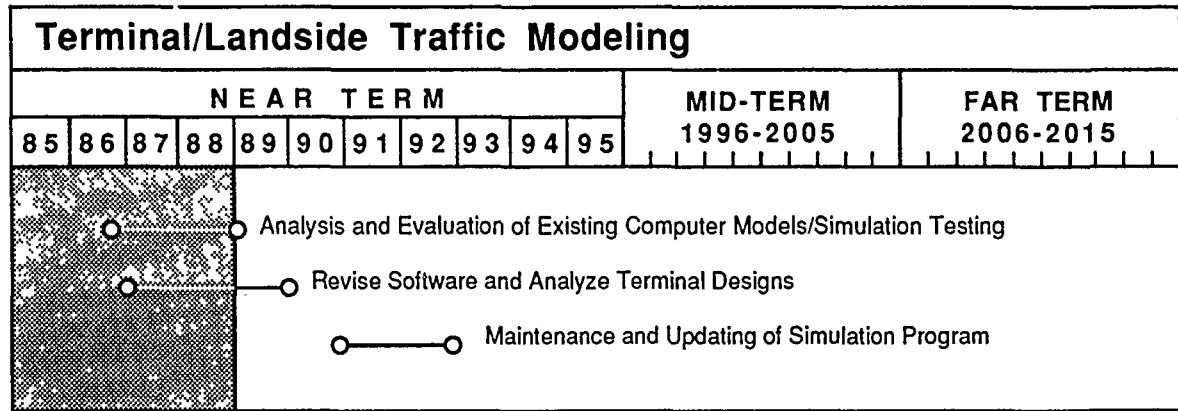 Terminal/Landside Traffic Modeling
NEAR TERM
MID-TERM
1996-2005
FAR TERM
2006-2015
85 86 87 88 89 90 91 92 93 94 95
Analysis and Evaluation of Existing Computer Models/Simulation Testing
Revise Software and Analyze Terminal Designs
Maintenance and Updating of Simulation Program